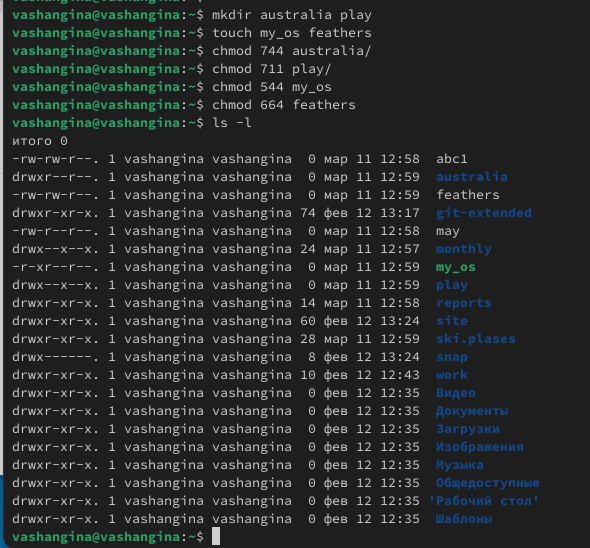 vashangina@vashangina:~$ mkdir australia play
vashangina@vashangina:~$ touch my_os feathers
vashangina@vashangina:~$ chmod 744 australia/
vashangina@vashangina:~$ chmod 711 play/
vashangina@vashangina:~$ chmod 544 my_os
vashangina@vashangina:~$ chmod 664 feathers
vashangina@vashangina:~$ ls -l
итого 0
-rw-rw-r--. 1 vashangina vashangina  0 мар 11 12:58  abc1
drwxr--r--. 1 vashangina vashangina  0 мар 11 12:59  australia
-rw-rw-r--. 1 vashangina vashangina  0 мар 11 12:59  feathers
drwxr-xr-x. 1 vashangina vashangina 74 фев 12 13:17  git-extended
-rw-r--r--. 1 vashangina vashangina  0 мар 11 12:58  may
drwx--x--x. 1 vashangina vashangina 24 мар 11 12:57  monthly
-r-xr--r--. 1 vashangina vashangina  0 мар 11 12:59  my_os
drwx--x--x. 1 vashangina vashangina  0 мар 11 12:59  play
drwxr-xr-x. 1 vashangina vashangina 14 мар 11 12:58  reports
drwxr-xr-x. 1 vashangina vashangina 60 фев 12 13:24  site
drwxr-xr-x. 1 vashangina vashangina 28 мар 11 12:59  ski.plases
drwx------. 1 vashangina vashangina  8 фев 12 13:24  snap
drwxr-xr-x. 1 vashangina vashangina 10 фев 12 12:43  work
drwxr-xr-x. 1 vashangina vashangina  0 фев 12 12:35  Видео
drwxr-xr-x. 1 vashangina vashangina  0 фев 12 12:35  Документы
drwxr-xr-x. 1 vashangina vashangina  0 фев 12 12:35  Загрузки
drwxr-xr-x. 1 vashangina vashangina  0 фев 12 12:35  Изображения
drwxr-xr-x. 1 vashangina vashangina  0 фев 12 12:35  Музыка
drwxr-xr-x. 1 vashangina vashangina  0 фев 12 12:35  Общедоступные
drwxr-xr-x. 1 vashangina vashangina  0 фев 12 12:35 'Рабочий стол'
drwxr-xr-x. 1 vashangina vashangina  0 фев 12 12:35  Шаблоны
vashangina@vashangina:~$